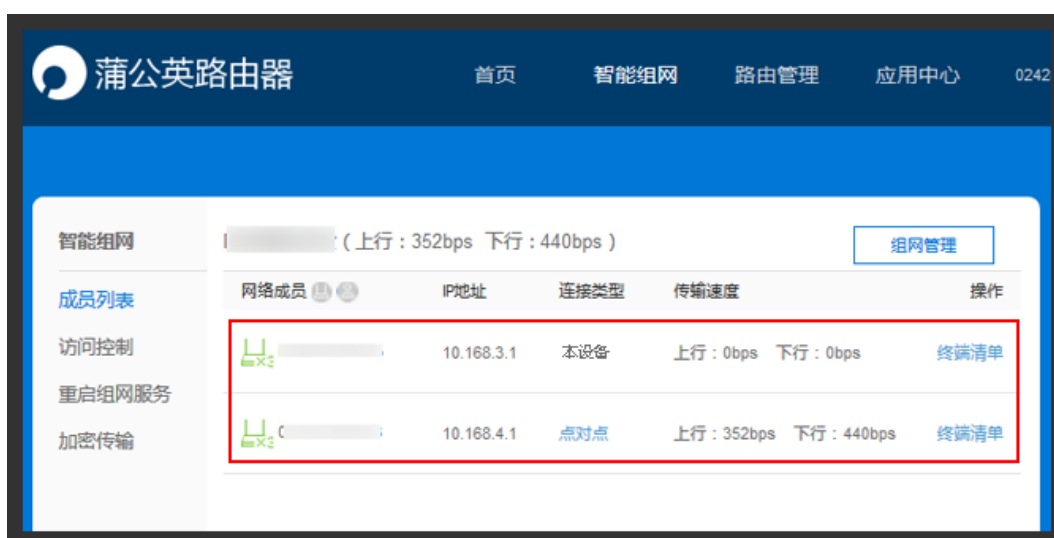 蒲公英路由器 首页 智能组网 路由管理 应用中心 0242
智能组网
成员列表
访问控制
重启组网服务
加密传输
(上行：352bps 下行：440bps) 组网管理
网络成员 IP地址 连接类型 传输速度 操作
10.168.3.1 本设备 上行：0bps 下行：0bps 终端清单
10.168.4.1 点对点 上行：352bps 下行：440bps 终端清单